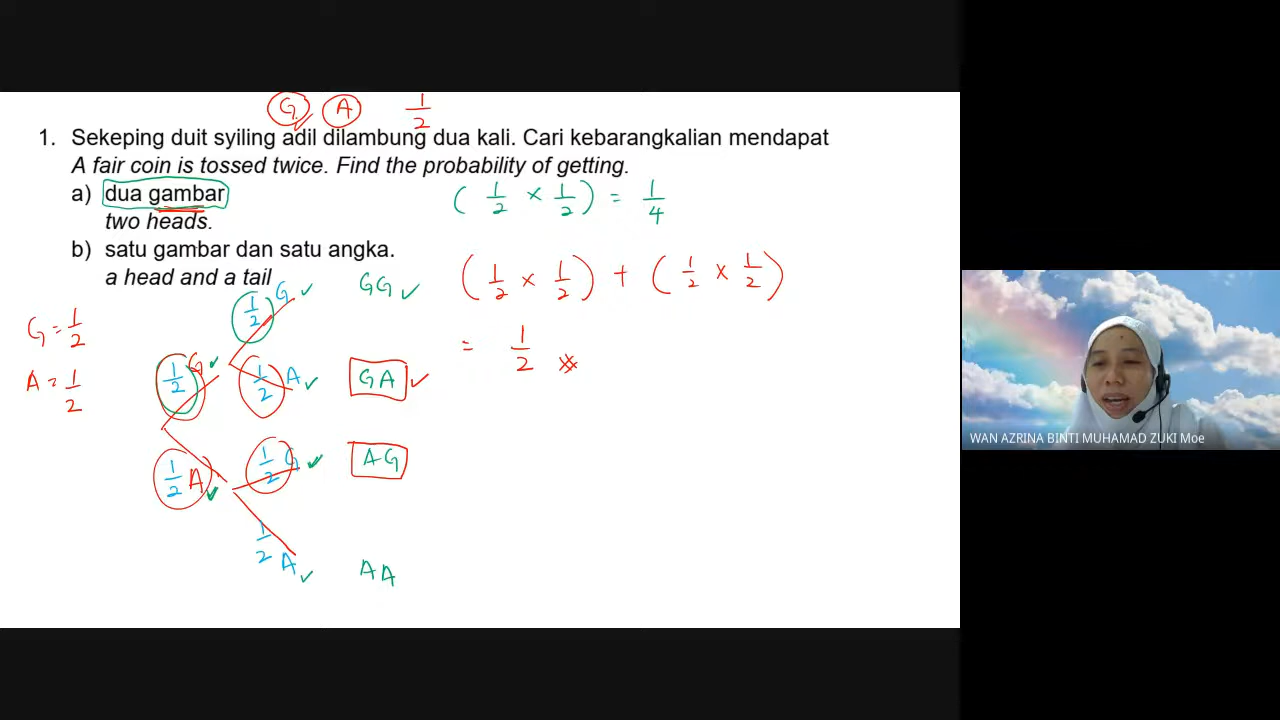 G A 1/2
1. Sekeping duit syiling adil dilambung dua kali. Cari kebarangkalian mendapat
A fair coin is tossed twice. Find the probability of getting.
a) dua gambar
two heads.
(1/2 × 1/2) = 1/4
b) satu gambar dan satu angka.
a head and a tail
(1/2 × 1/2) + (1/2 × 1/2)
= 1/2
G = 1/2
A = 1/2
1/2 G
1/2 A
1/2 G GG
1/2 A GA
1/2 G AG
1/2 A AA
WAN AZRINA BINTI MUHAMAD ZUKI Moe